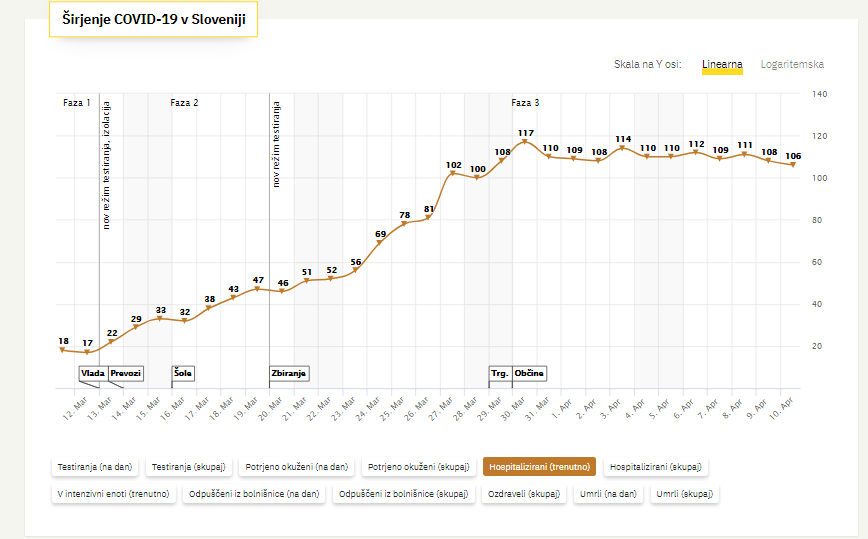 Širjenje COVID-19 v Sloveniji
Skala na Y osi: Linearna Logaritemska
Faza 1 Faza 2 Faza 3
nov režim testiranja, izolacija
nov režim testiranja
140
120
100
80
60
40
20
18 17 22 29 33 32 38 43 47 46 51 52 56 69 78 81 102 100 108 117 110 109 108 114 110 110 112 109 111 108 106
Vlada Prevozi Šole Zbiranje Trg. Občine
12. Mar 13. Mar 14. Mar 15. Mar 16. Mar 17. Mar 18. Mar 19. Mar 20. Mar 21. Mar 22. Mar 23. Mar 24. Mar 25. Mar 26. Mar 27. Mar 28. Mar 29. Mar 30. Mar 31. Mar 1. Apr 2. Apr 3. Apr 4. Apr 5. Apr 6. Apr 7. Apr 8. Apr 9. Apr 10. Apr
Testiranja (na dan) Testiranja (skupaj) Potrjeno okuženi (na dan) Potrjeno okuženi (skupaj) Hospitalizirani (trenutno) Hospitalizirani (skupaj)
V intenzivni enoti (trenutno) Odpuščeni iz bolnišnice (na dan) Odpuščeni iz bolnišnice (skupaj) Ozdraveli (skupaj) Umrli (na dan) Umrli (skupaj)